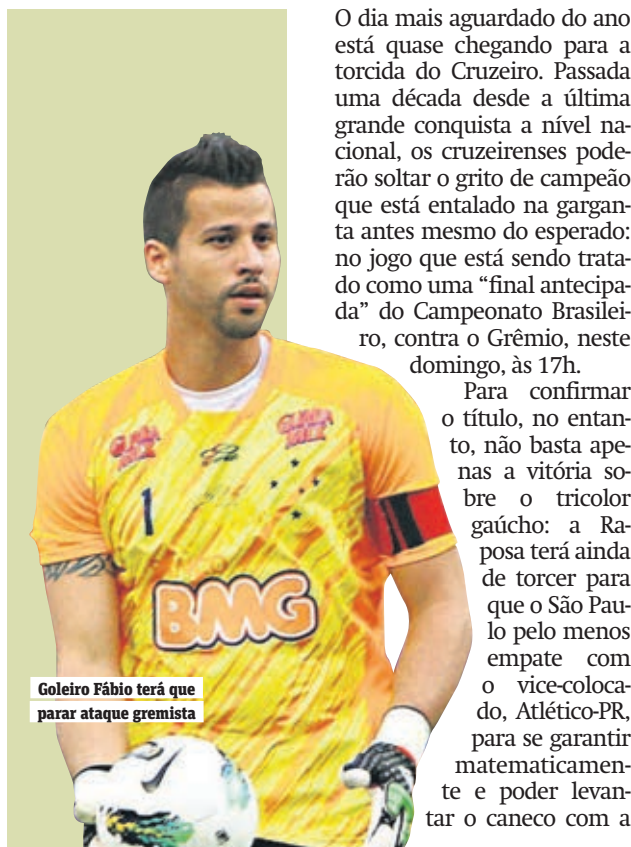 O dia mais aguardado do ano
está quase chegando para a
torcida do Cruzeiro. Passada
uma década desde a última
grande conquista a nível na-
cional, os cruzeirenses pode-
rão soltar o grito de campeão
que está entalado na gargan-
ta antes mesmo do esperado:
no jogo que está sendo trata-
do como uma “final antecipa-
da” do Campeonato Brasilei-
ro, contra o Grêmio, neste
domingo, às 17h.
Para confirmar
o título, no entan-
to, não basta ape-
nas a vitória so-
bre o tricolor
gaúcho: a Ra-
posa terá ainda
de torcer para
que o São Pau-
lo pelo menos
empate com
o vice-coloca-
do, Atlético-PR,
para se garantir
matematicamen-
te e poder levan-
tar o caneco com a
1
BMG
Goleiro Fábio terá que
parar ataque gremista